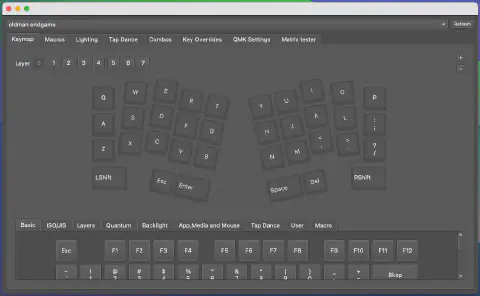 oldman endgame Refresh
Keymap Macros Lighting Tap Dance Combos Key Overrides QMK Settings Matrix tester
Layer 0 1 2 3 4 5 6 7 +
-
Q W E R T Y U I O P
A S D F G H J K L : ;
Z X C V B N M < , > . ? /
LShift Esc Enter Space Del RShift
Basic ISO/JIS Layers Quantum Backlight App,Media and Mouse Tap Dance User Macro
Esc F1 F2 F3 F4 F5 F6 F7 F8 F9 F10 F11 F12
~ ! @ # $ % ^ & * ( ) _ + Bksp